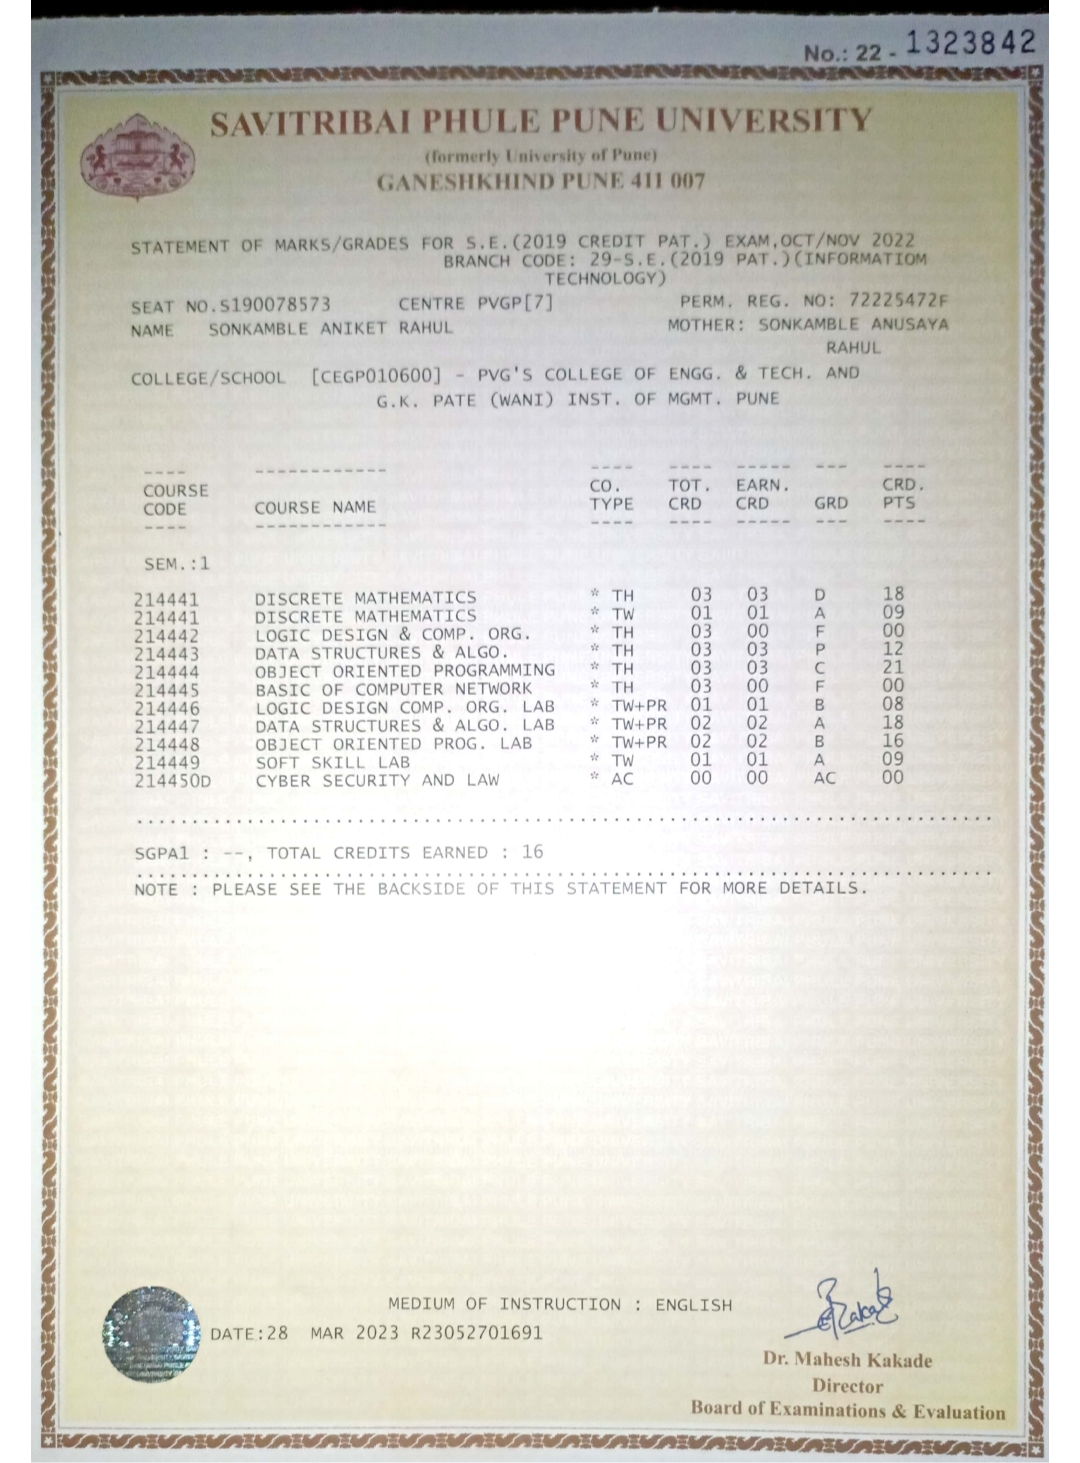 No.: 22 - 1323842
SAVITRIBAI PHULE PUNE UNIVERSITY
(formerly University of Pune)
GANESHKHIND PUNE 411 007
STATEMENT OF MARKS/GRADES FOR S.E.(2019 CREDIT PAT.) EXAM,OCT/NOV 2022
BRANCH CODE: 29-S.E.(2019 PAT.)(INFORMATIOM
TECHNOLOGY)
SEAT NO.S190078573 CENTRE PVGP[7] PERM. REG. NO: 72225472F
NAME SONKAMBLE ANIKET RAHUL MOTHER: SONKAMBLE ANUSAYA
RAHUL
COLLEGE/SCHOOL [CEGP010600] - PVG'S COLLEGE OF ENGG. & TECH. AND
G.K. PATE (WANI) INST. OF MGMT. PUNE
COURSE CO. TOT. EARN. CRD.
CODE COURSE NAME TYPE CRD CRD GRD PTS
SEM.:1
214441 DISCRETE MATHEMATICS * TH 03 03 D 18
214441 DISCRETE MATHEMATICS * TW 01 01 A 09
214442 LOGIC DESIGN & COMP. ORG. * TH 03 00 F 00
214443 DATA STRUCTURES & ALGO. * TH 03 03 P 12
214444 OBJECT ORIENTED PROGRAMMING * TH 03 03 C 21
214445 BASIC OF COMPUTER NETWORK * TH 03 00 F 00
214446 LOGIC DESIGN COMP. ORG. LAB * TW+PR 01 01 B 08
214447 DATA STRUCTURES & ALGO. LAB * TW+PR 02 02 A 18
214448 OBJECT ORIENTED PROG. LAB * TW+PR 02 02 B 16
214449 SOFT SKILL LAB * TW 01 01 A 09
214450D CYBER SECURITY AND LAW * AC 00 00 AC 00
SGPA1 : --, TOTAL CREDITS EARNED : 16
NOTE : PLEASE SEE THE BACKSIDE OF THIS STATEMENT FOR MORE DETAILS.
MEDIUM OF INSTRUCTION : ENGLISH
DATE:28 MAR 2023 R23052701691
Dr. Mahesh Kakade
Director
Board of Examinations & Evaluation